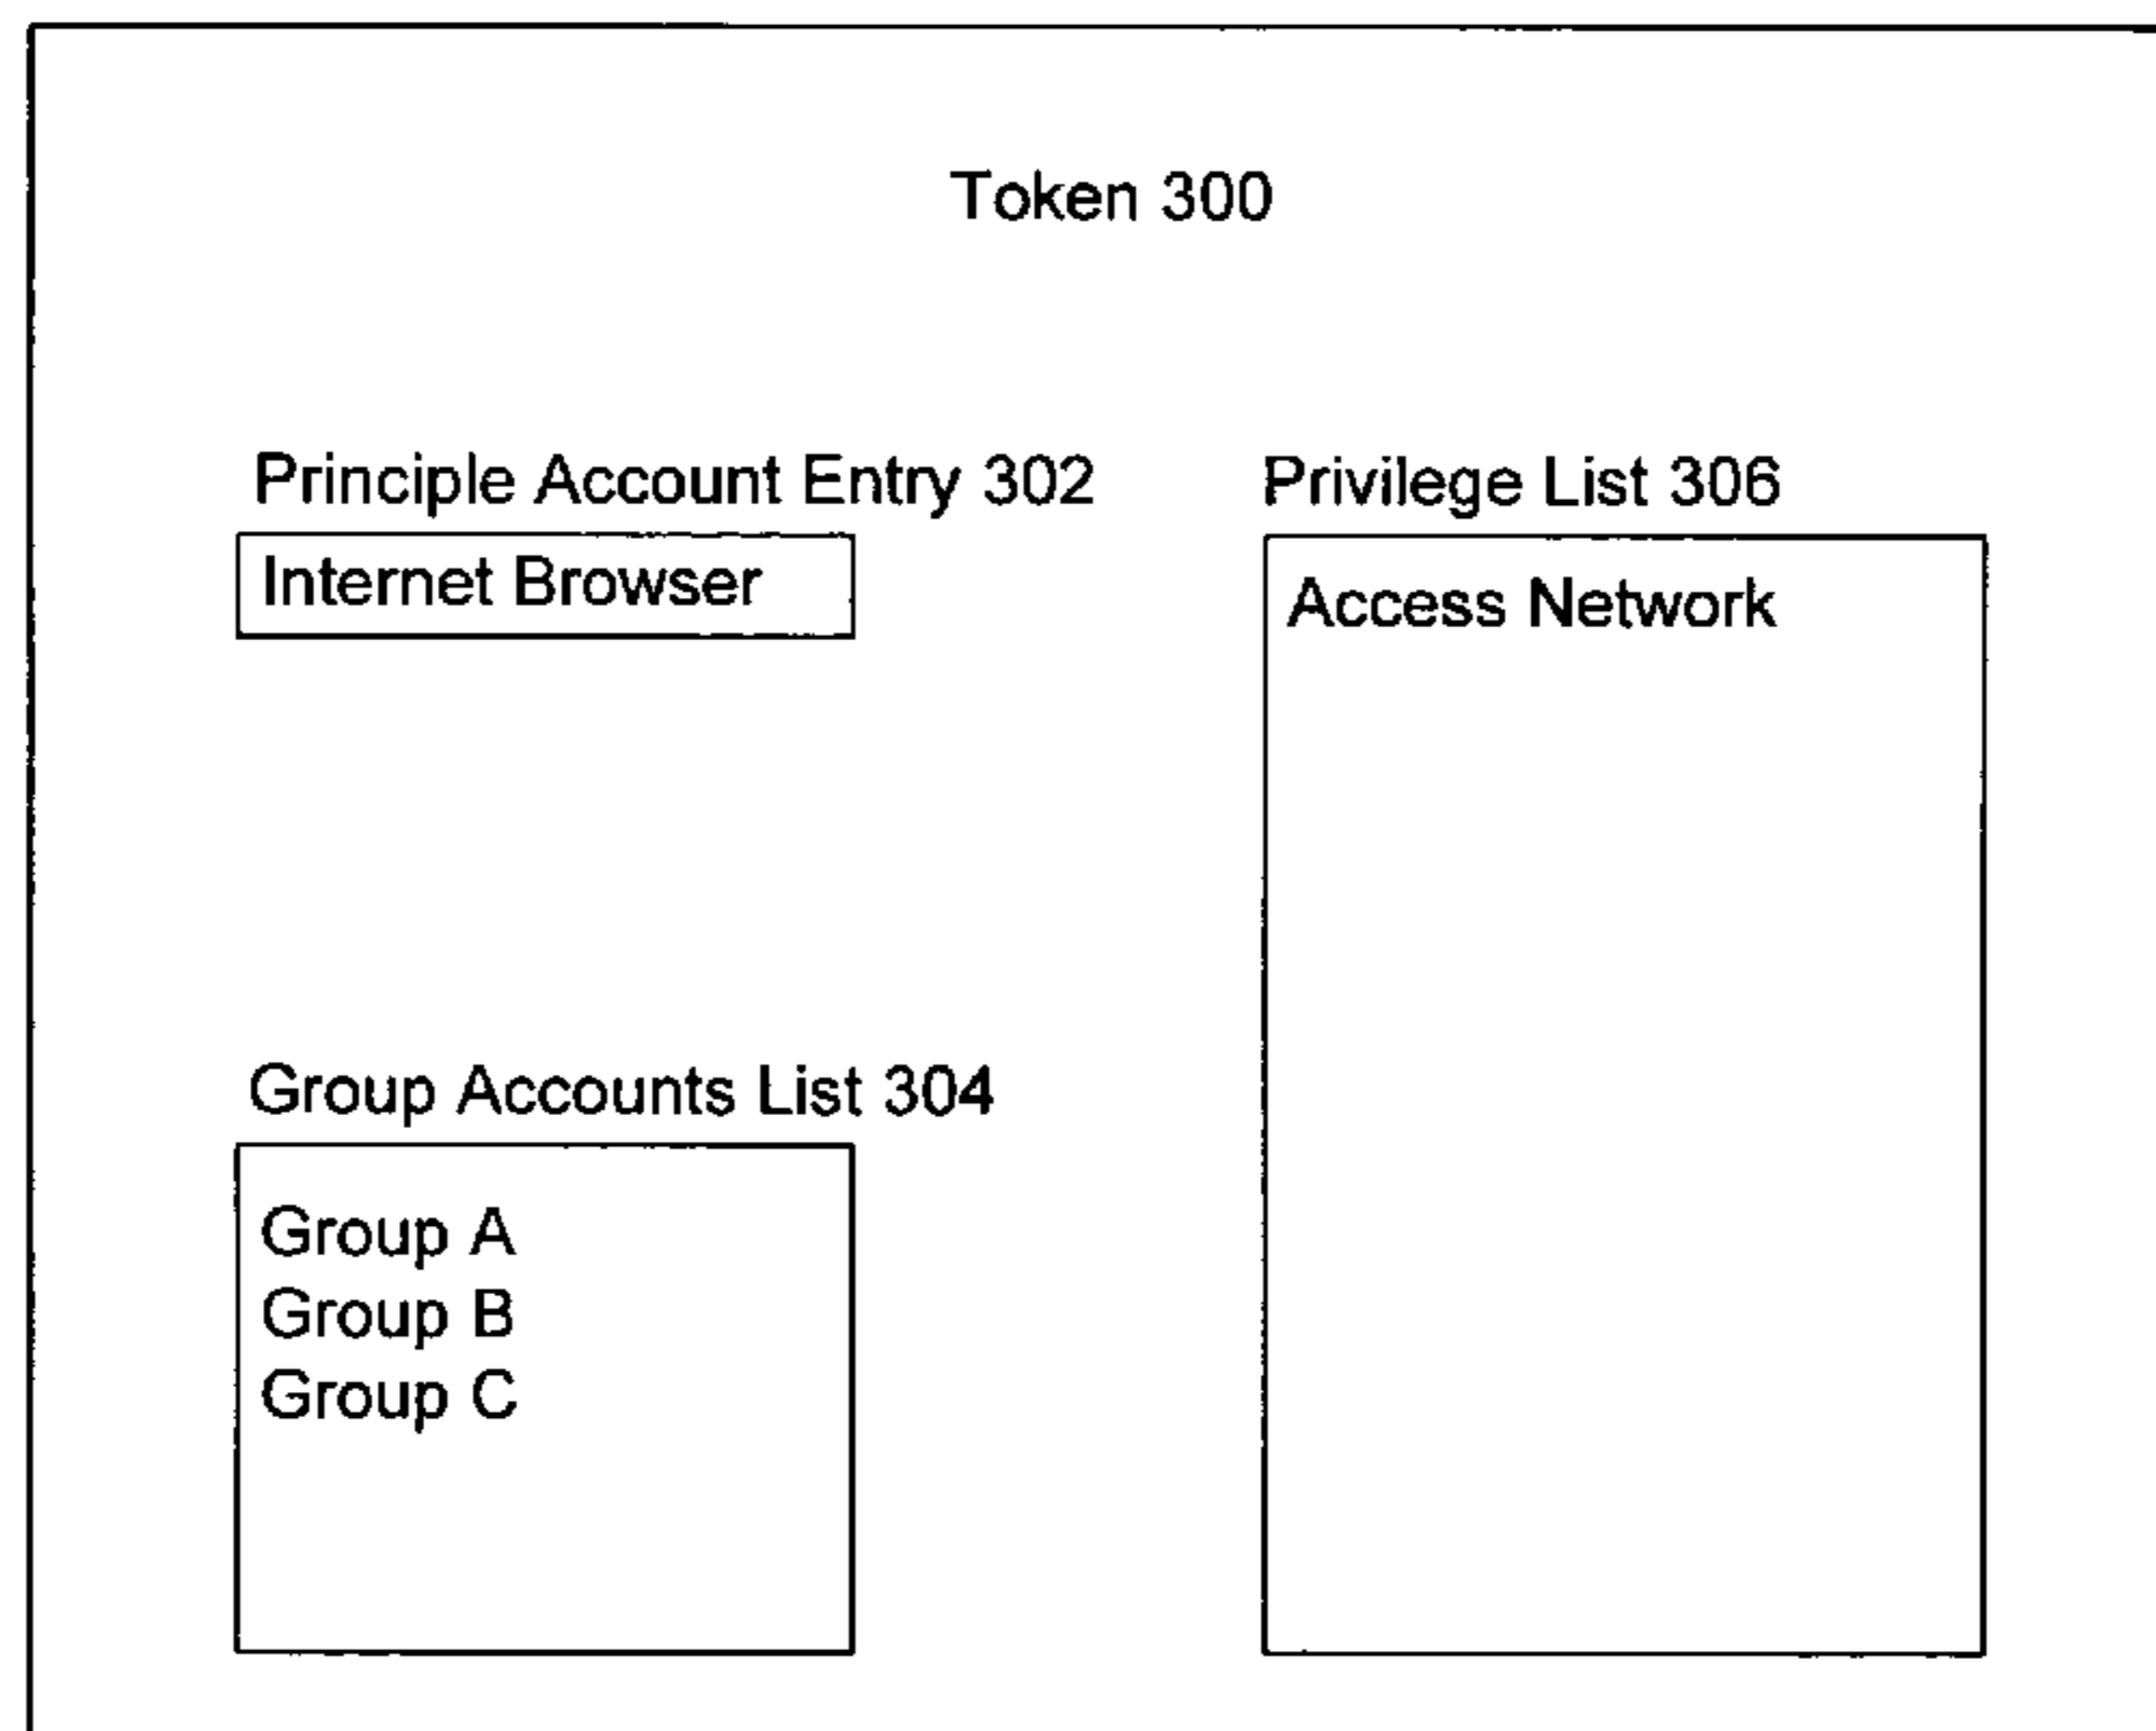 Token 300
Principle Account Entry 302
Internet Browser
Privilege List 306
Access Network
Group Accounts List 304
Group A
Group B
Group C